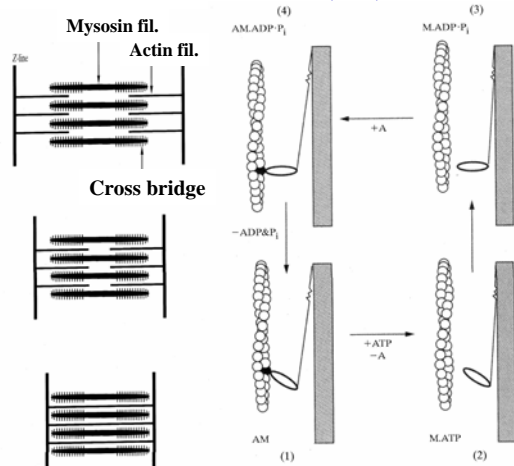 Mysosin fil.
Actin fil.
Z-line
Cross bridge
(4)
(3)
AM.ADP·Pi
M.ADP·Pi
+A
−ADP&Pi
+ATP
−A
AM
M.ATP
(1)
(2)